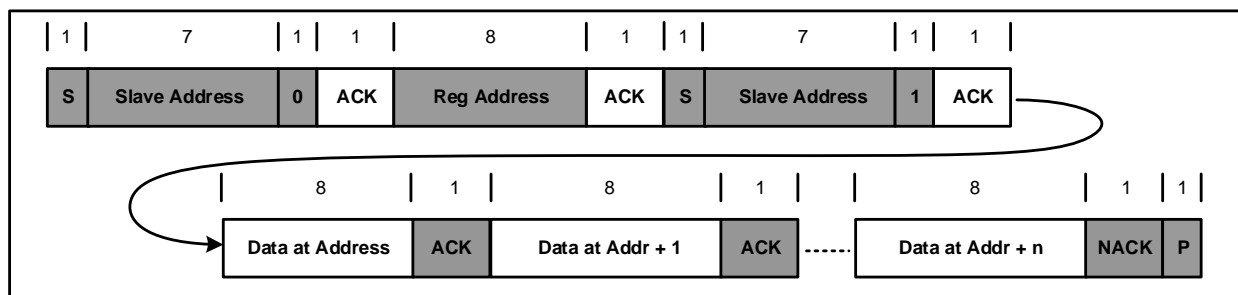 1 7 1 1 8 1 1 7 1 1
S Slave Address 0 ACK Reg Address ACK S Slave Address 1 ACK
8 1 8 1 8 1 1
Data at Address ACK Data at Addr + 1 ACK Data at Addr + n NACK P